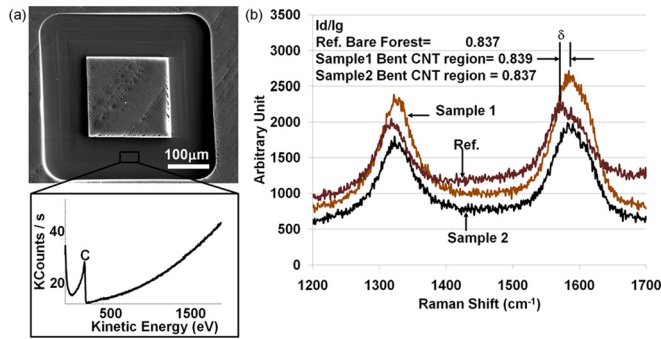 (a)
100μm
KCounts / s
40
20
C
500
1500
Kinetic Energy (eV)
(b)
Id/Ig
Ref. Bare Forest= 0.837
Sample1 Bent CNT region= 0.839
Sample2 Bent CNT region = 0.837
δ
Sample 1
Ref.
Sample 2
Arbitrary Unit
3500
3000
2500
2000
1500
1000
500
0
1200
1300
1400
1500
1600
1700
Raman Shift (cm⁻¹)